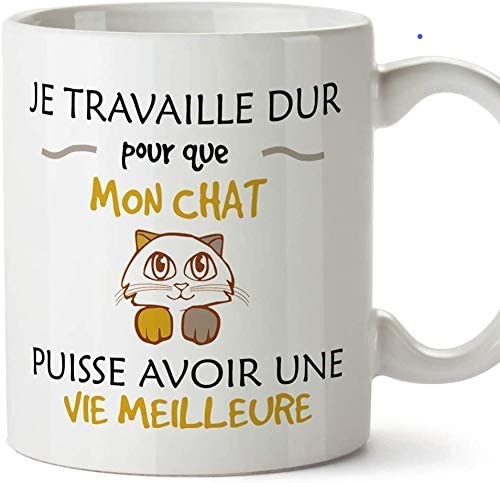 JE TRAVAILLE DUR
pour que
MON CHAT
PUISSE AVOIR UNE
VIE MEILLEURE